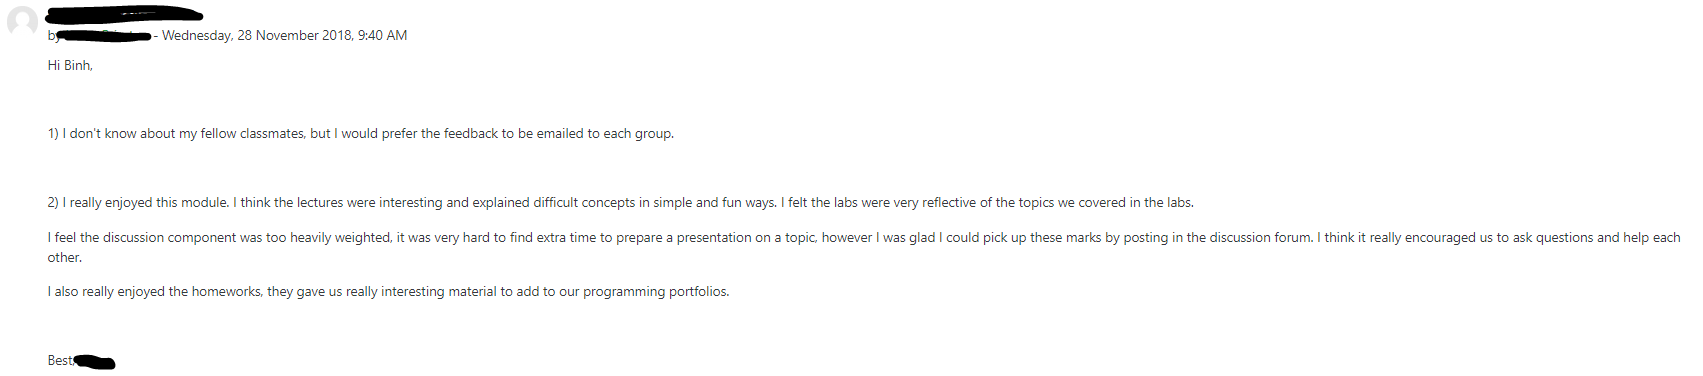 by - Wednesday, 28 November 2018, 9:40 AM
Hi Binh,
1) I don't know about my fellow classmates, but I would prefer the feedback to be emailed to each group.
2) I really enjoyed this module. I think the lectures were interesting and explained difficult concepts in simple and fun ways. I felt the labs were very reflective of the topics we covered in the labs.
I feel the discussion component was too heavily weighted, it was very hard to find extra time to prepare a presentation on a topic, however I was glad I could pick up these marks by posting in the discussion forum. I think it really encouraged us to ask questions and help each
other.
I also really enjoyed the homeworks, they gave us really interesting material to add to our programming portfolios.
Best,